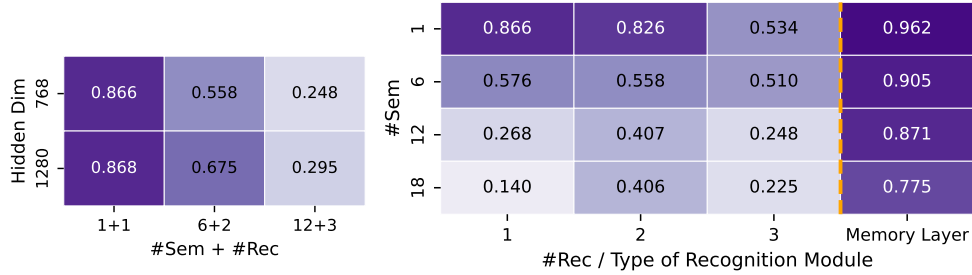 Hidden Dim
768 0.866 0.558 0.248
1280 0.868 0.675 0.295
1+1 6+2 12+3
#Sem + #Rec
#Sem
1 0.866 0.826 0.534 0.962
6 0.576 0.558 0.510 0.905
12 0.268 0.407 0.248 0.871
18 0.140 0.406 0.225 0.775
1 2 3 Memory Layer
#Rec / Type of Recognition Module